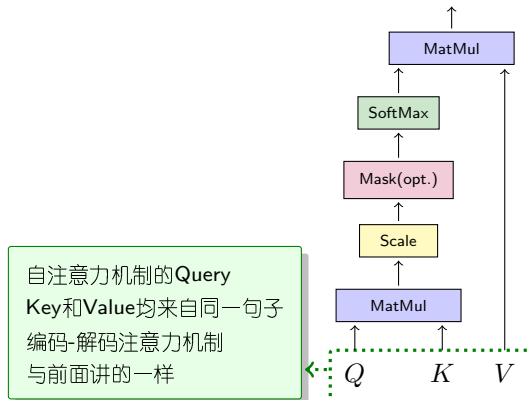 MatMul
SoftMax
Mask(opt.)
Scale
MatMul
自注意力机制的Query
Key和Value均来自同一句子
编码-解码注意力机制
与前面讲的一样
Q K V